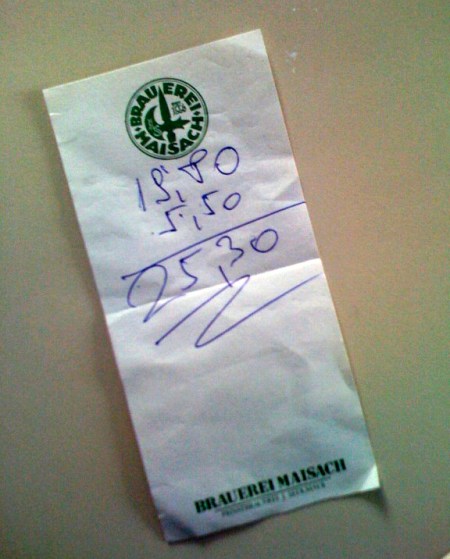 BRAUEREI
MAISACH
19,80
5,50
25,30
BRAUEREI MAISACH